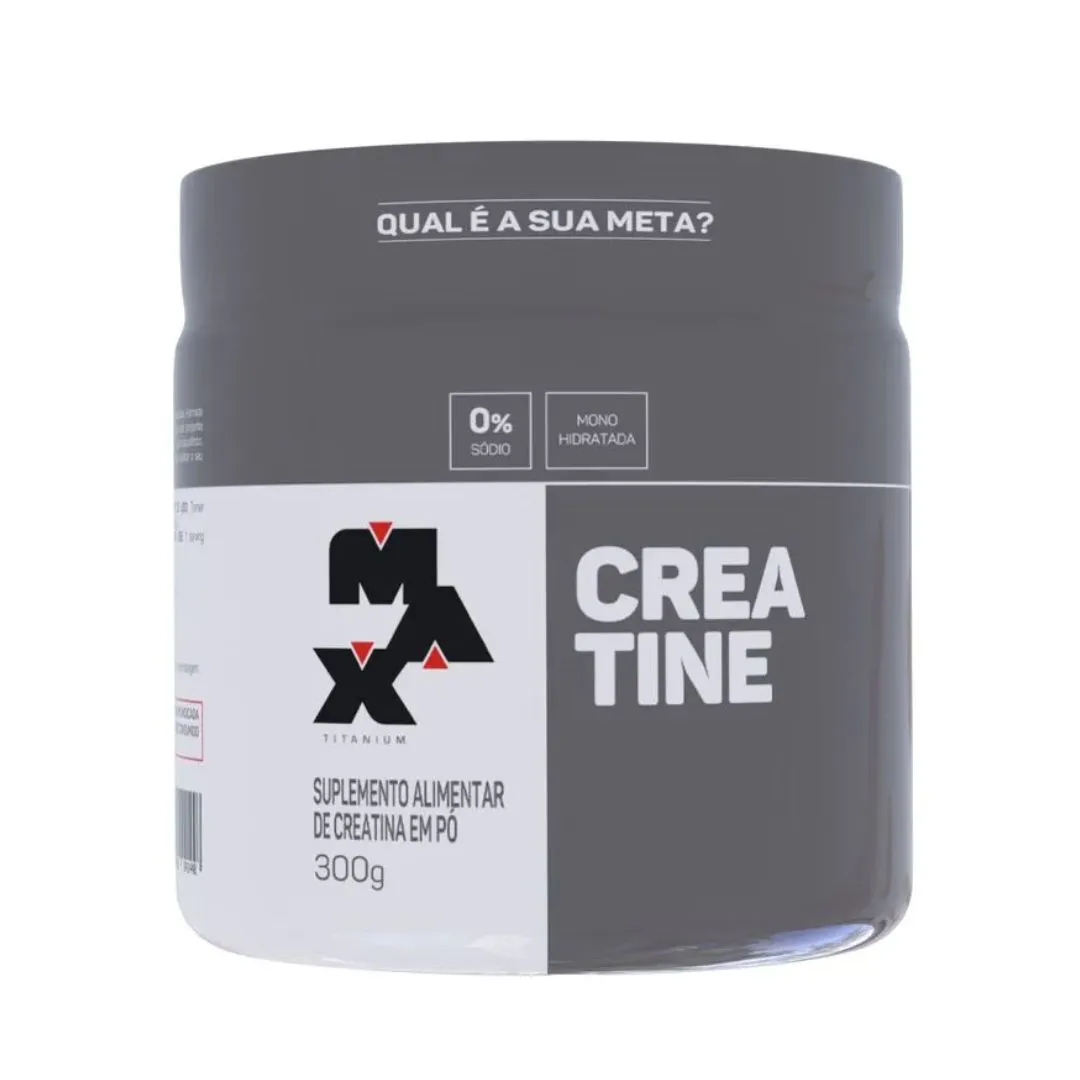 QUAL É A SUA META?
0%
SÓDIO
MONO
HIDRATADA
MAX
TITANIUM
CREA
TINE
SUPLEMENTO ALIMENTAR
DE CREATINA EM PÓ
300g